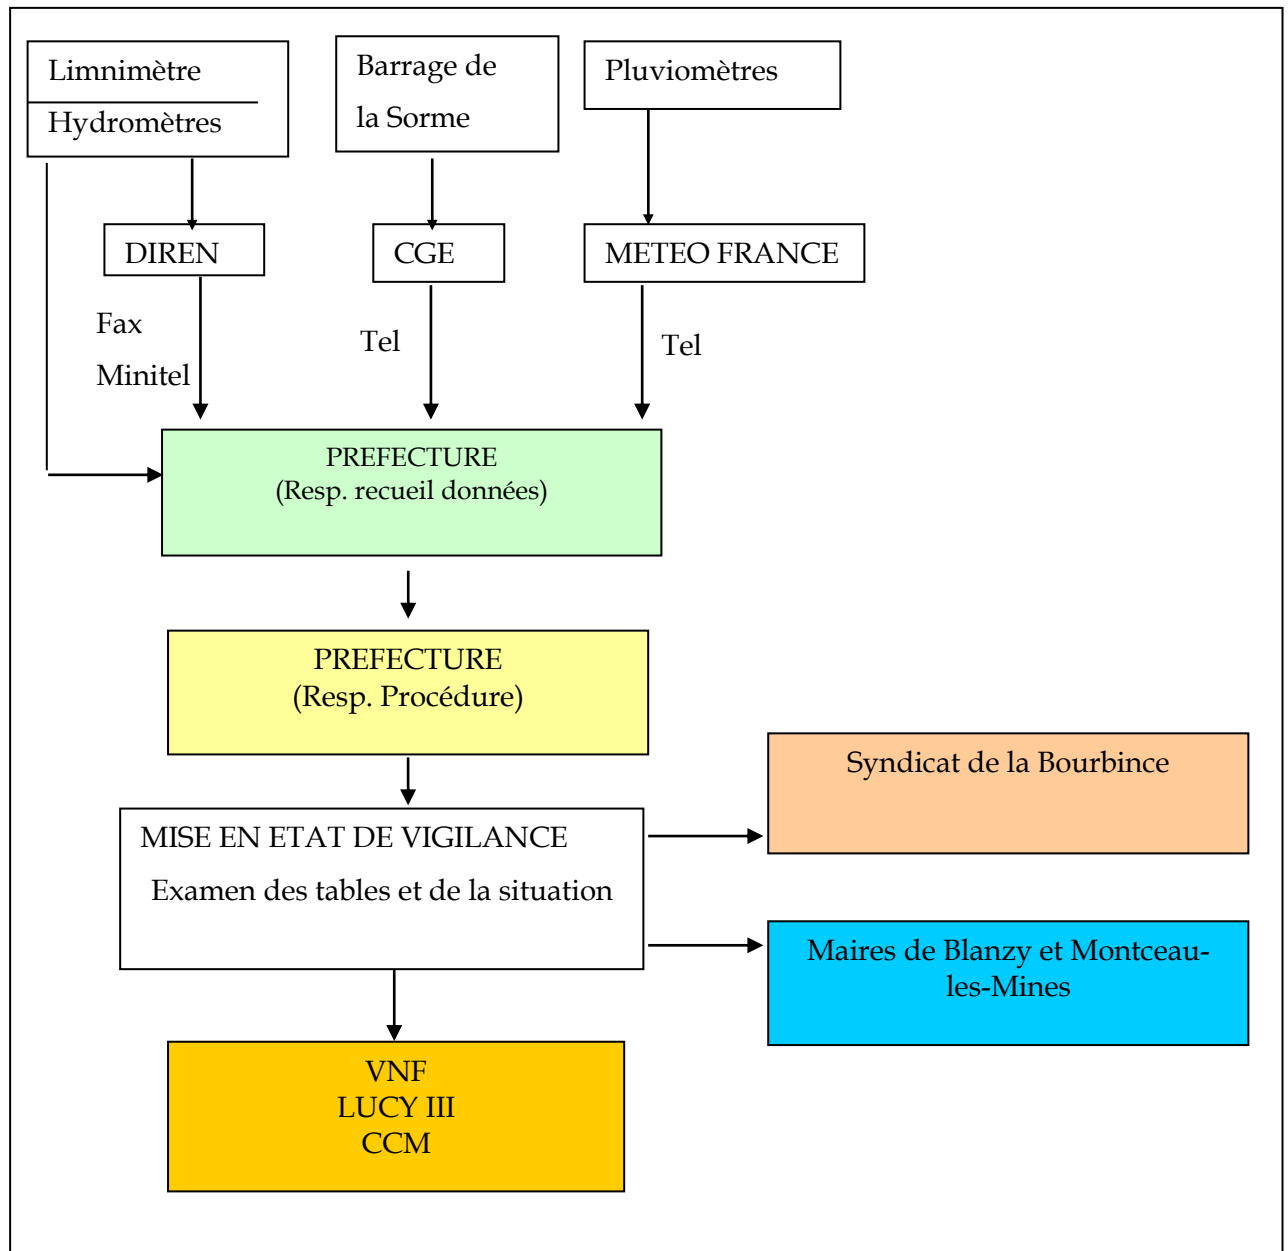 Limnimètre
Hydromètres
Barrage de
la Sorme
Pluviomètres
DIREN
CGE
METEO FRANCE
Fax
Minitel
Tel
Tel
PREFECTURE
(Resp. recueil données)
PREFECTURE
(Resp. Procédure)
MISE EN ETAT DE VIGILANCE
Examen des tables et de la situation
Syndicat de la Bourbince
Maires de Blanzy et Montceau-
les-Mines
VNF
LUCY III
CCM